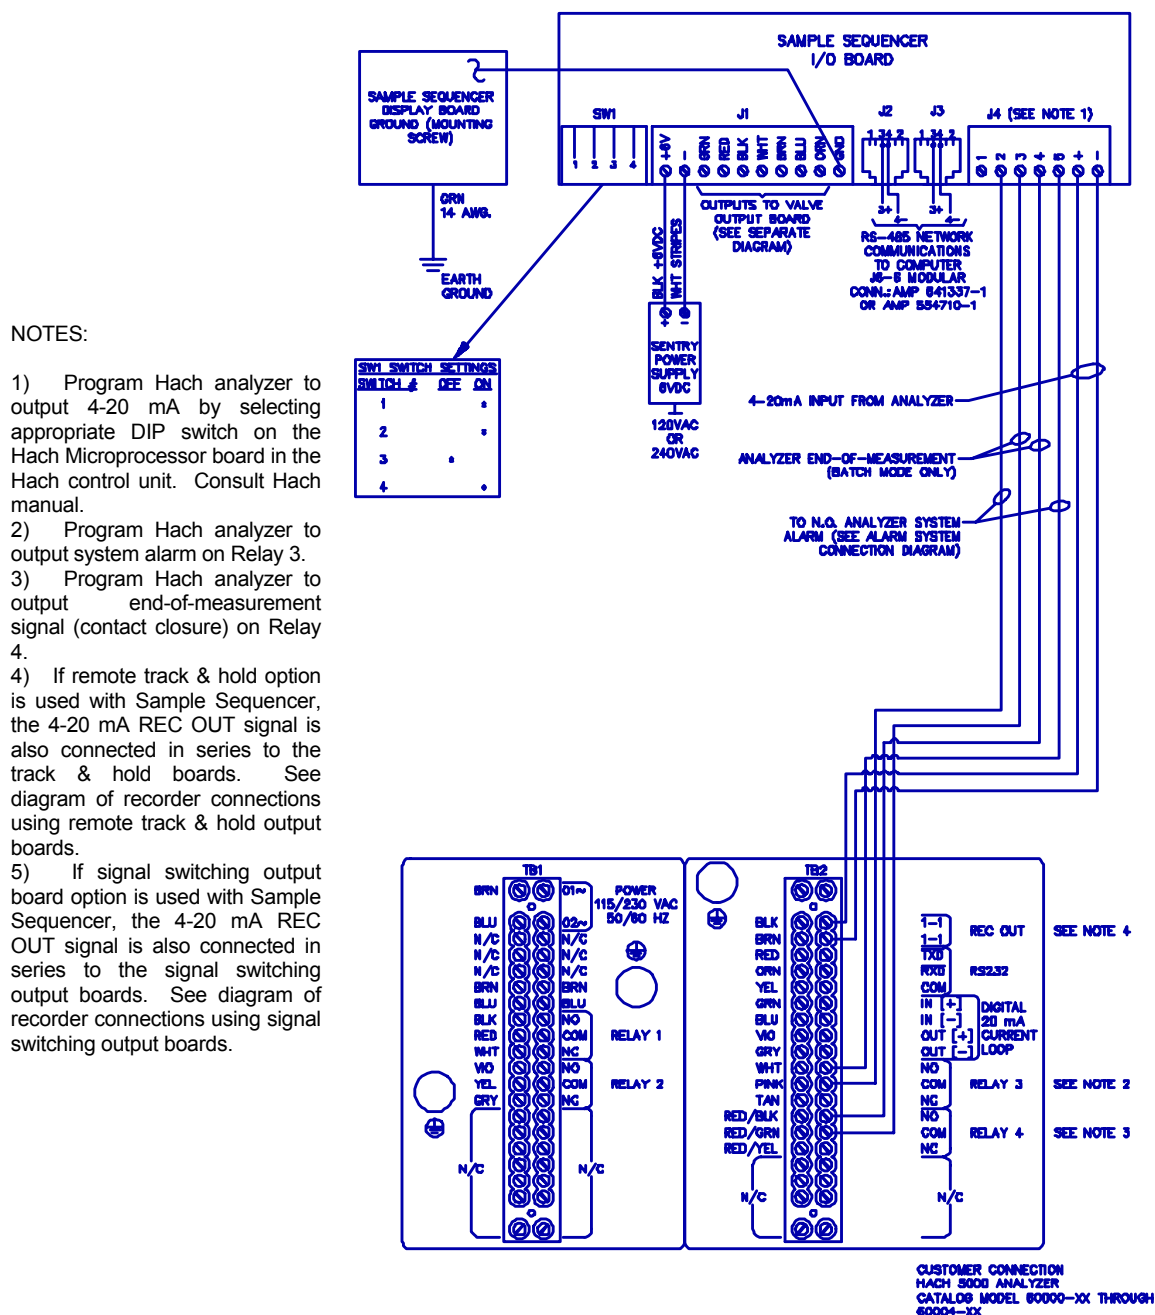 SAMPLE SEQUENCER
I/O BOARD
SAMPLE SEQUENCER
DISPLAY BOARD
GROUND (MOUNTING
SCREW)
GRN
14 AWG.
EARTH
GROUND
SW1
1 2 3 4
J1
+6V - GRN RED BLK WHT BRN BLU ORN GND
J2
1 3 4 2
J3
1 3 4 2
J4 (SEE NOTE 1)
1 2 3 4 5 + -
3+
4-
3+
4-
OUTPUTS TO VALVE
OUTPUT BOARD
(SEE SEPARATE
DIAGRAM)
RS-485 NETWORK
COMMUNICATIONS
TO COMPUTER
J6-6 MODULAR
CONN.: AMP 641337-1
OR AMP 554710-1
BLK +6VDC
WHT STRIPES
+ -
SENTRY
POWER
SUPPLY
6VDC
120VAC
OR
240VAC
SW1 SWITCH SETTINGS
SWITCH # OFF ON
1 *
2 *
3 *
4 *
4-20mA INPUT FROM ANALYZER
ANALYZER END-OF-MEASUREMENT
(BATCH MODE ONLY)
TO N.O. ANALYZER SYSTEM
ALARM (SEE ALARM SYSTEM
CONNECTION DIAGRAM)
NOTES:
1) Program Hach analyzer to
output 4-20 mA by selecting
appropriate DIP switch on the
Hach Microprocessor board in the
Hach control unit. Consult Hach
manual.
2) Program Hach analyzer to
output system alarm on Relay 3.
3) Program Hach analyzer to
output end-of-measurement
signal (contact closure) on Relay
4.
4) If remote track & hold option
is used with Sample Sequencer,
the 4-20 mA REC OUT signal is
also connected in series to the
track & hold boards. See
diagram of recorder connections
using remote track & hold output
boards.
5) If signal switching output
board option is used with Sample
Sequencer, the 4-20 mA REC
OUT signal is also connected in
series to the signal switching
output boards. See diagram of
recorder connections using signal
switching output boards.
TB1
BRN 01~
BLU 02~
POWER
115/230 VAC
50/60 HZ
N/C N/C
N/C N/C
N/C N/C
BRN BRN
BLU BLU
BLK NO
RED COM RELAY 1
WHT NC
VIO NO
YEL COM RELAY 2
GRY NC
N/C N/C
TB2
BLK 1-1
BRN 1-1
REC OUT SEE NOTE 4
RED TXD
ORN RXD RS232
YEL COM
GRN IN [+]
BLU IN [-]
VIO OUT [+]
GRY OUT [-]
DIGITAL
20 mA
CURRENT
LOOP
WHT NO
PINK COM RELAY 3 SEE NOTE 2
TAN NC
RED/BLK NO
RED/GRN COM RELAY 4 SEE NOTE 3
RED/YEL NC
N/C N/C
CUSTOMER CONNECTION
HACH 5000 ANALYZER
CATALOG MODEL 60000-XX THROUGH
60004-XX